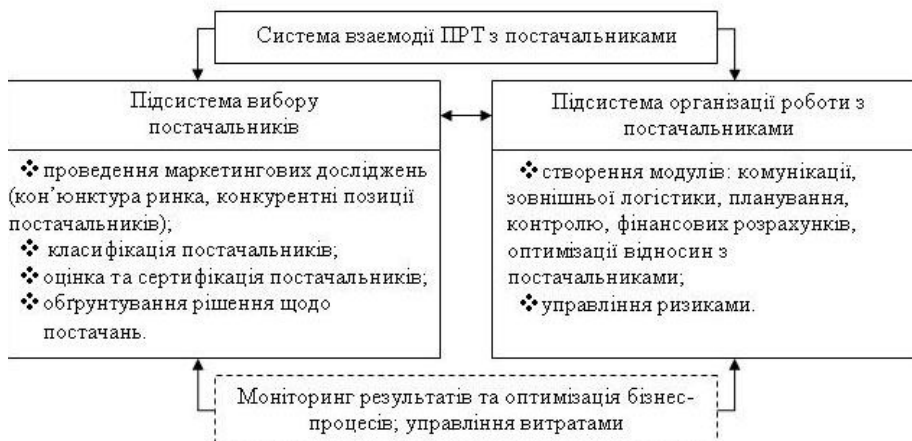 Система взаємодії ПРТ з постачальниками
Підсистема вибору
постачальників
❖ проведення маркетингових досліджень
(кон’юнктура ринка, конкурентні позиції
постачальників);
❖ класифікація постачальників;
❖ оцінка та сертифікація постачальників;
❖ обґрунтування рішення щодо
постачань.
Підсистема організації роботи з
постачальниками
❖ створення модулів: комунікації,
зовнішньої логістики, планування,
контролю, фінансових розрахунків,
оптимізації відносин з
постачальниками;
❖ управління ризиками.
Моніторинг результатів та оптимізація бізнес-
процесів; управління витратами